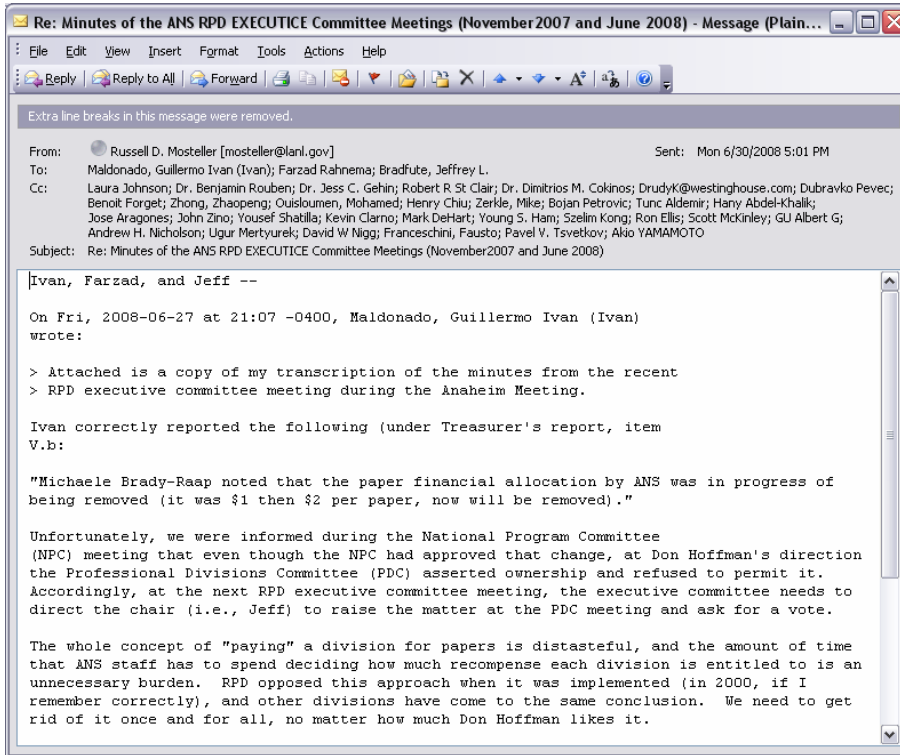 Re: Minutes of the ANS RPD EXECUTICE Committee Meetings (November2007 and June 2008) - Message (Plain...
File Edit View Insert Format Tools Actions Help
Reply Reply to All Forward
Extra line breaks in this message were removed.
From: Russell D. Mosteller [mosteller@lanl.gov] Sent: Mon 6/30/2008 5:01 PM
To: Maldonado, Guillermo Ivan (Ivan); Farzad Rahnema; Bradfute, Jeffrey L.
Cc: Laura Johnson; Dr. Benjamin Rouben; Dr. Jess C. Gehin; Robert R St Clair; Dr. Dimitrios M. Cokinos; DrudyK@westinghouse.com; Dubravko Pevec;
Benoit Forget; Zhong, Zhaopeng; Ouisloumen, Mohamed; Henry Chiu; Zerkle, Mike; Bojan Petrovic; Tunc Aldemir; Hany Abdel-Khalik;
Jose Aragones; John Zino; Yousef Shatilla; Kevin Clarno; Mark DeHart; Young S. Ham; Szelim Kong; Ron Ellis; Scott McKinley; GU Albert G;
Andrew H. Nicholson; Ugur Mertyurek; David W Nigg; Franceschini, Fausto; Pavel V. Tsvetkov; Akio YAMAMOTO
Subject: Re: Minutes of the ANS RPD EXECUTICE Committee Meetings (November2007 and June 2008)
Ivan, Farzad, and Jeff --
On Fri, 2008-06-27 at 21:07 -0400, Maldonado, Guillermo Ivan (Ivan)
wrote:
> Attached is a copy of my transcription of the minutes from the recent
> RPD executive committee meeting during the Anaheim Meeting.
Ivan correctly reported the following (under Treasurer's report, item
V.b:
"Michaele Brady-Raap noted that the paper financial allocation by ANS was in progress of
being removed (it was $1 then $2 per paper, now will be removed)."
Unfortunately, we were informed during the National Program Committee
(NPC) meeting that even though the NPC had approved that change, at Don Hoffman's direction
the Professional Divisions Committee (PDC) asserted ownership and refused to permit it.
Accordingly, at the next RPD executive committee meeting, the executive committee needs to
direct the chair (i.e., Jeff) to raise the matter at the PDC meeting and ask for a vote.
The whole concept of "paying" a division for papers is distasteful, and the amount of time
that ANS staff has to spend deciding how much recompense each division is entitled to is an
unnecessary burden.  RPD opposed this approach when it was implemented (in 2000, if I
remember correctly), and other divisions have come to the same conclusion.  We need to get
rid of it once and for all, no matter how much Don Hoffman likes it.